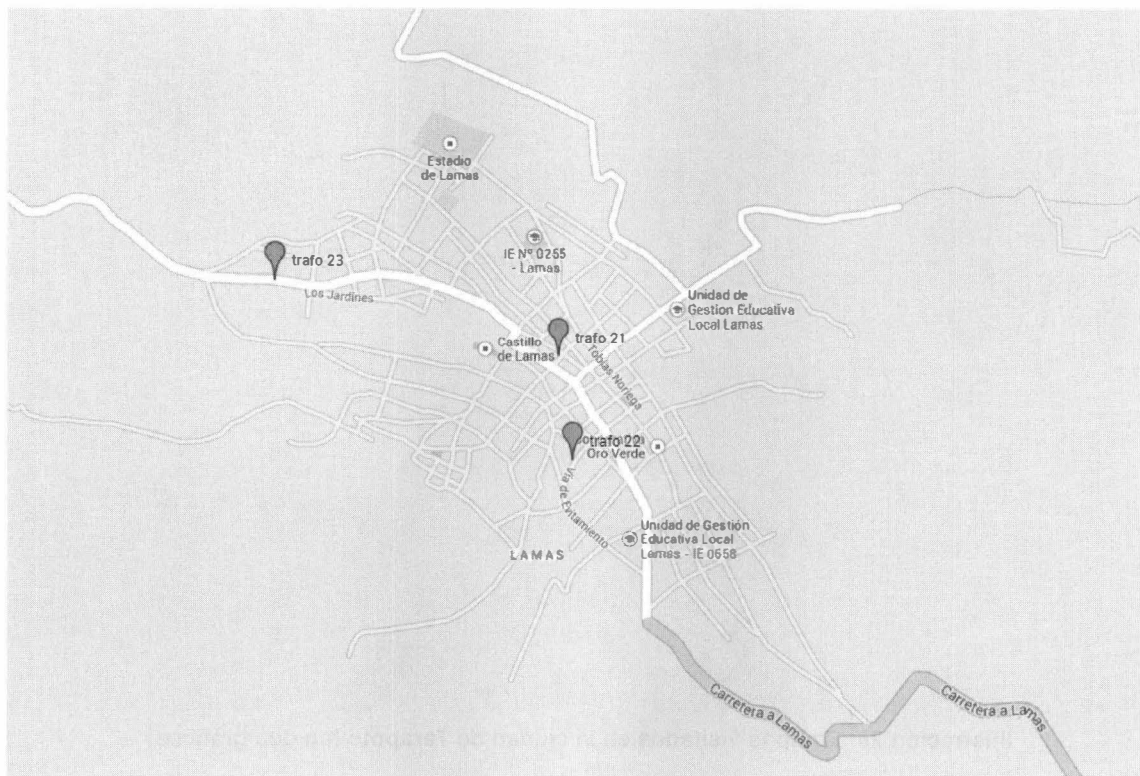 Estadio
de Lamas
IE Nº 0255
- Lamas
trafo 23
Los Jardines
Unidad de
Gestion Educativa
Local Lamas
trafo 21
Castillo
de Lamas
Tobias Noriega
trafo 22
Oro Verde
Via de Evitamiento
Unidad de Gestión
Educativa Local
Lamas - IE 0658
LAMAS
Carretera a Lamas
Carretera a Lamas